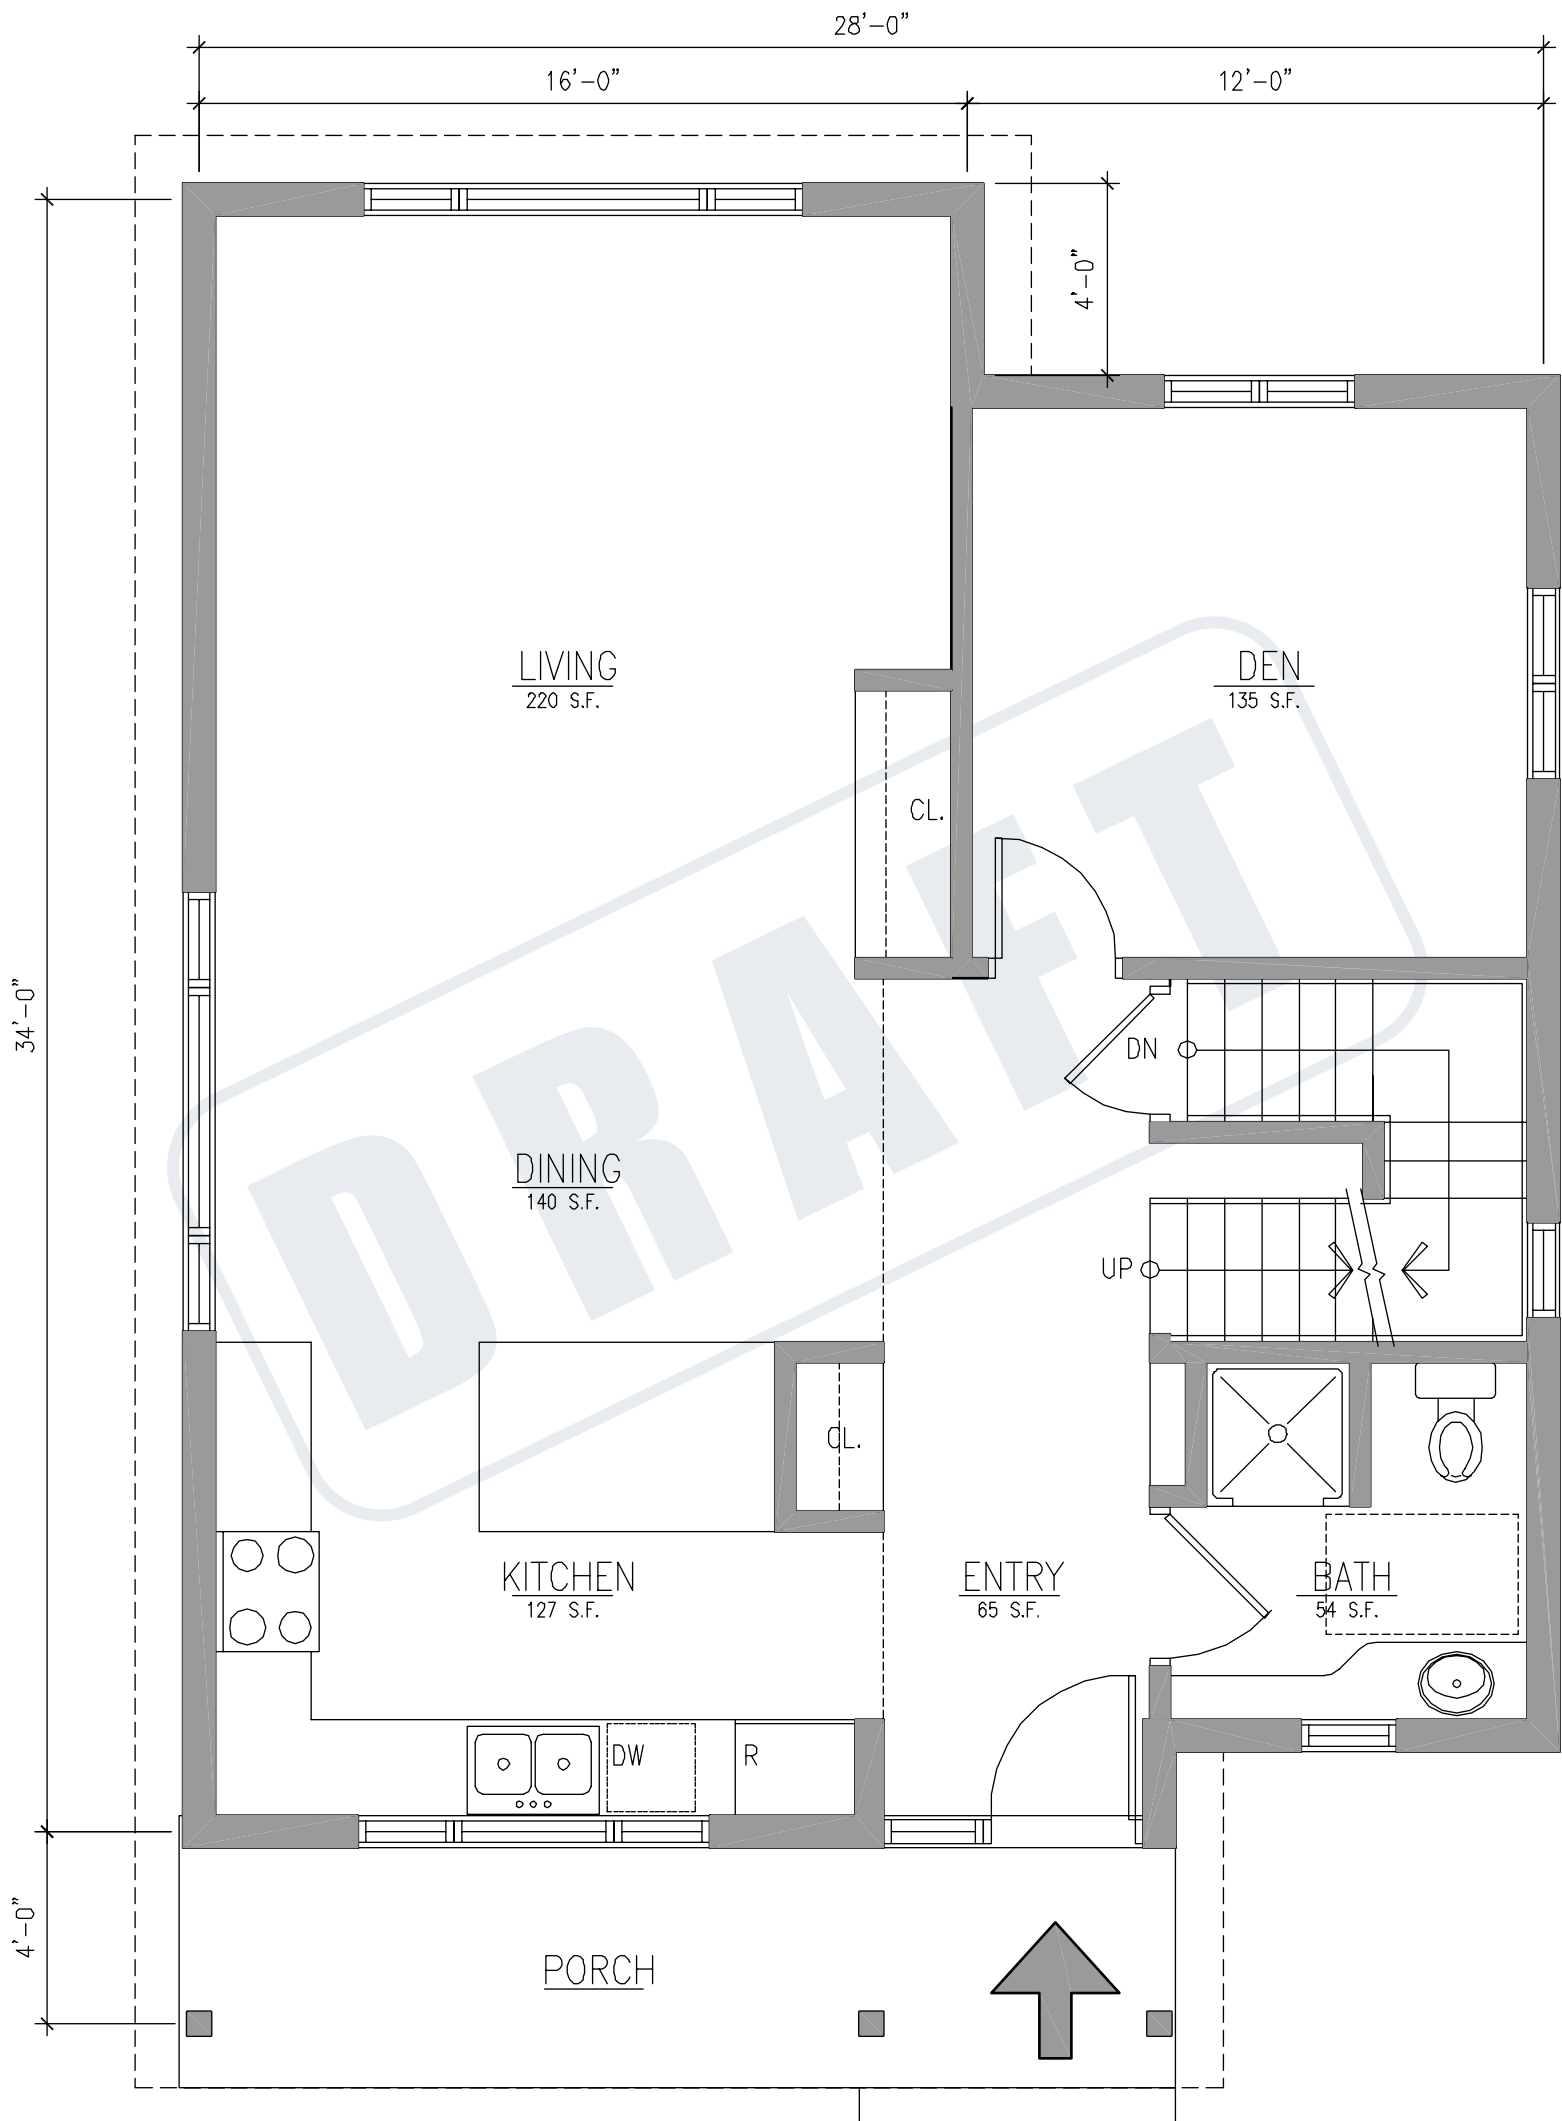 28'-0"
16'-0"
12'-0"
4'-0"
LIVING
220 S.F.
DEN
135 S.F.
CL.
34'-0"
DN
DINING
140 S.F.
UP
CL.
KITCHEN
127 S.F.
ENTRY
65 S.F.
BATH
54 S.F.
DW
R
4'-0"
PORCH
DRAFT